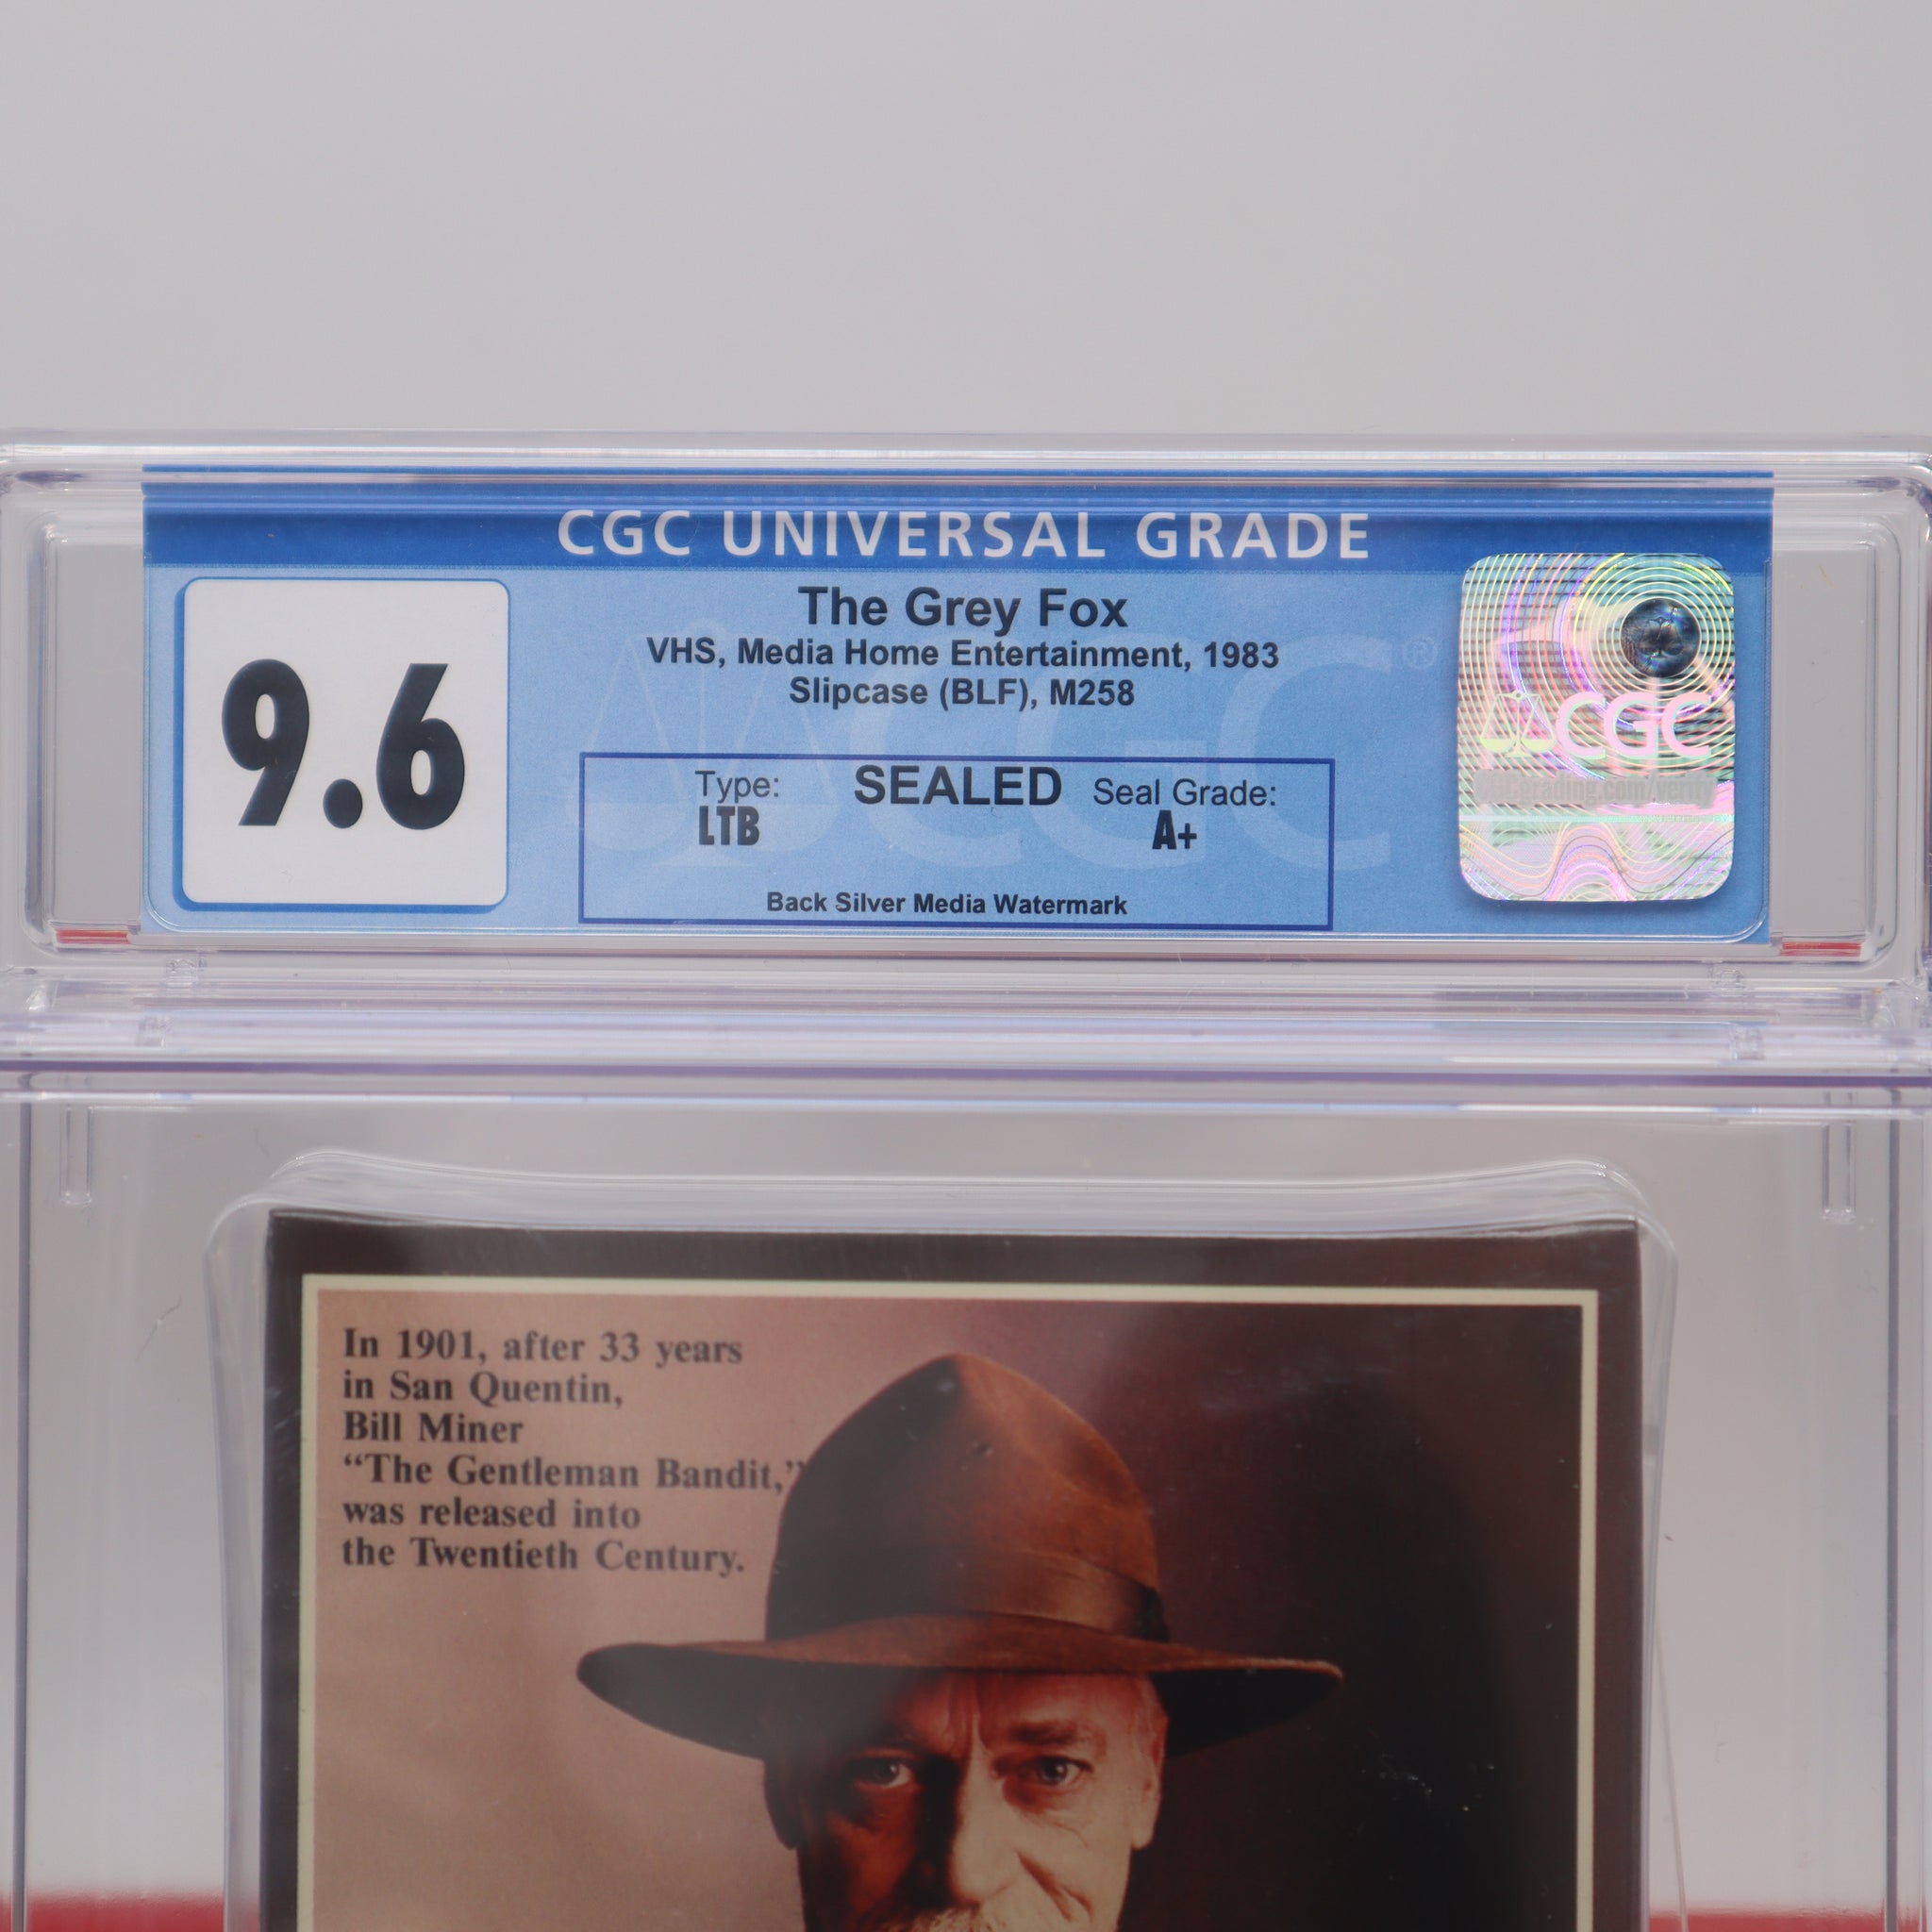 CGC UNIVERSAL GRADE
9.6
The Grey Fox
VHS, Media Home Entertainment, 1983
Slipcase (BLF), M258
Type: SEALED Seal Grade:
LTB A+
Back Silver Media Watermark
CGC
CGC ®
In 1901, after 33 years
in San Quentin,
Bill Miner
“The Gentleman Bandit,”
was released into
the Twentieth Century.